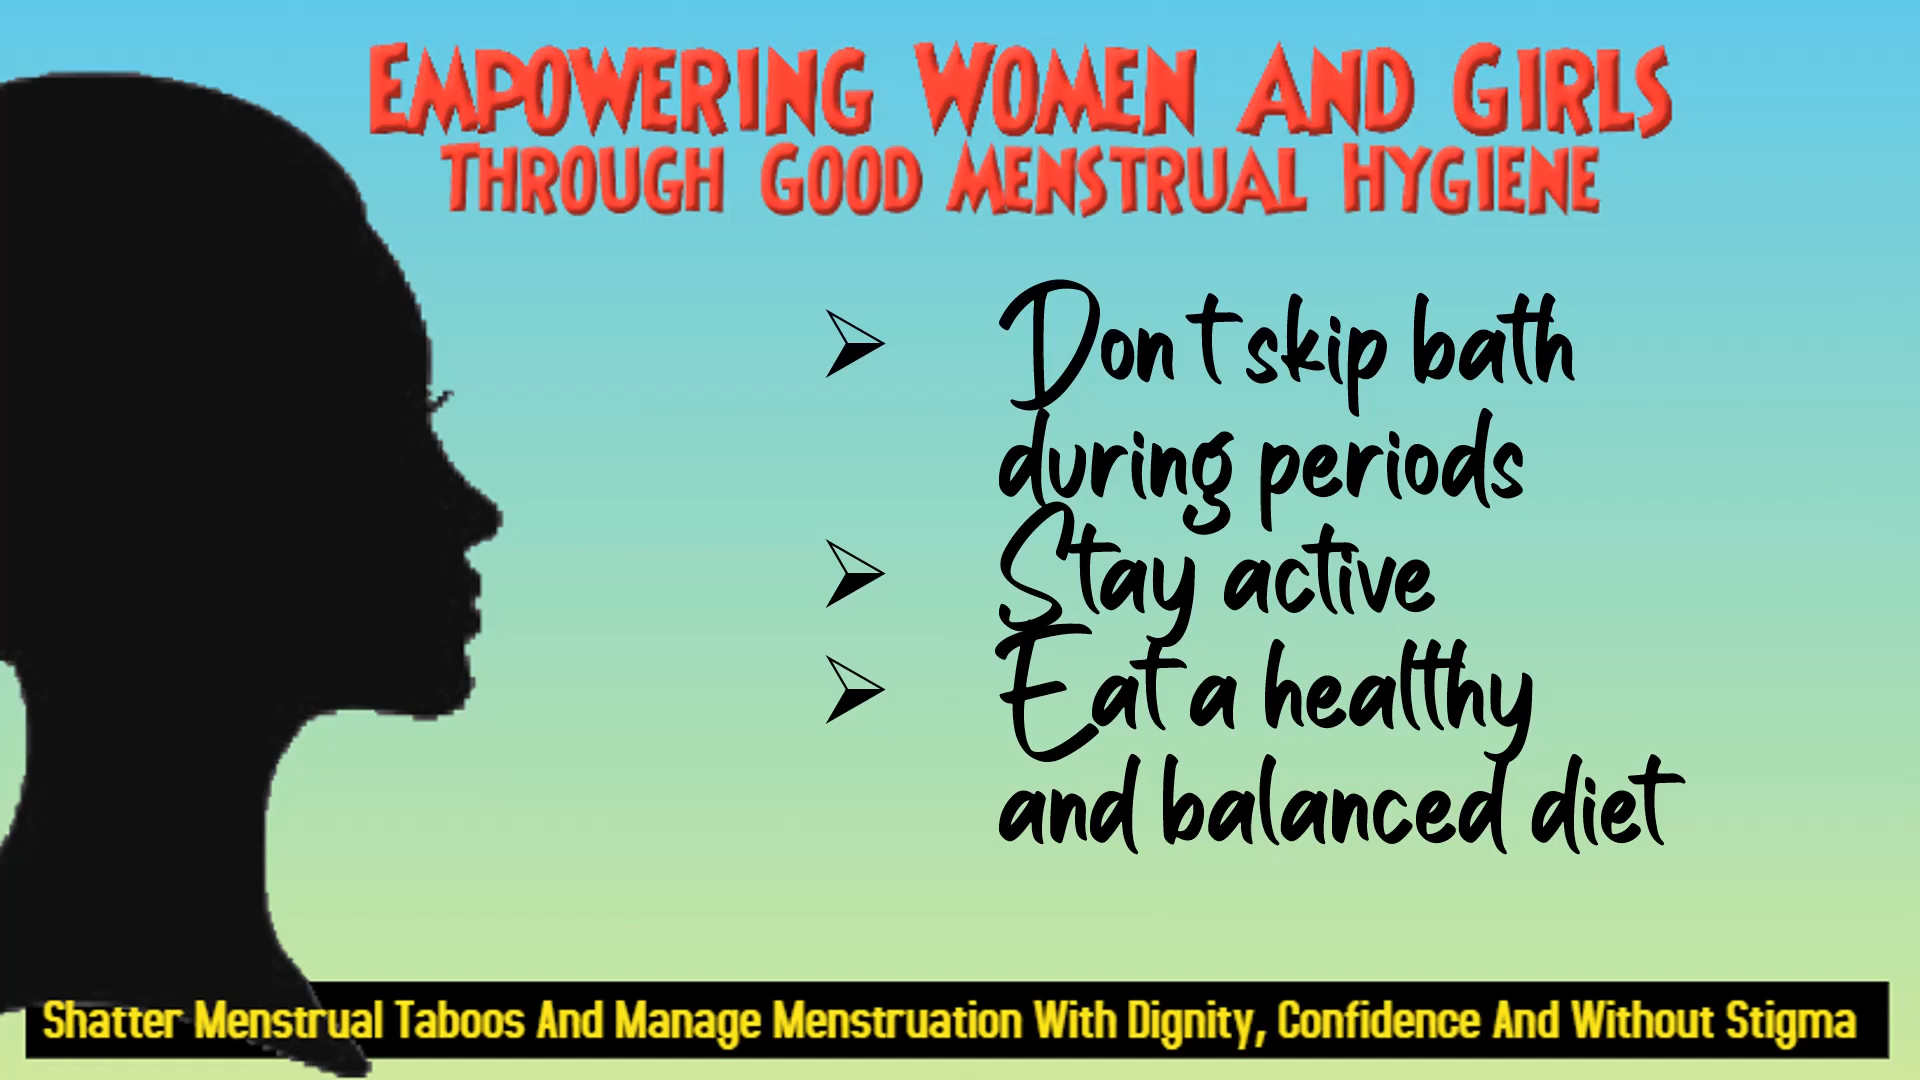 Empowering Women And Girls
Through Good Menstrual Hygiene
➢ Don't skip bath
during periods
➢ Stay active
➢ Eat a healthy
and balanced diet
Shatter Menstrual Taboos And Manage Menstruation With Dignity, Confidence And Without Stigma